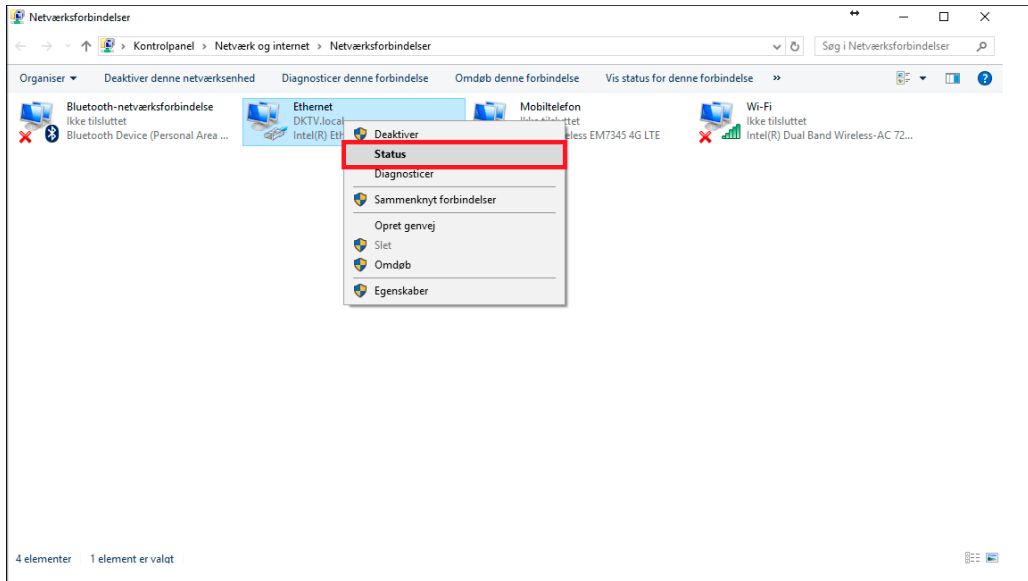 Netværksforbindelser
Kontrolpanel > Netværk og internet > Netværksforbindelser
Søg i Netværksforbindelser
Organiser
Deaktiver denne netværksenhed
Diagnosticer denne forbindelse
Omdøb denne forbindelse
Vis status for denne forbindelse
»
Bluetooth-netværksforbindelse
Ikke tilsluttet
Bluetooth Device (Personal Area ...
Ethernet
DKTV.local
Intel(R) Eth
Mobiltelefon
EM7345 4G LTE
Wi-Fi
Ikke tilsluttet
Intel(R) Dual Band Wireless-AC 72...
Deaktiver
Status
Diagnosticer
Sammenknyt forbindelser
Opret genvej
Slet
Omdøb
Egenskaber
4 elementer
1 element er valgt